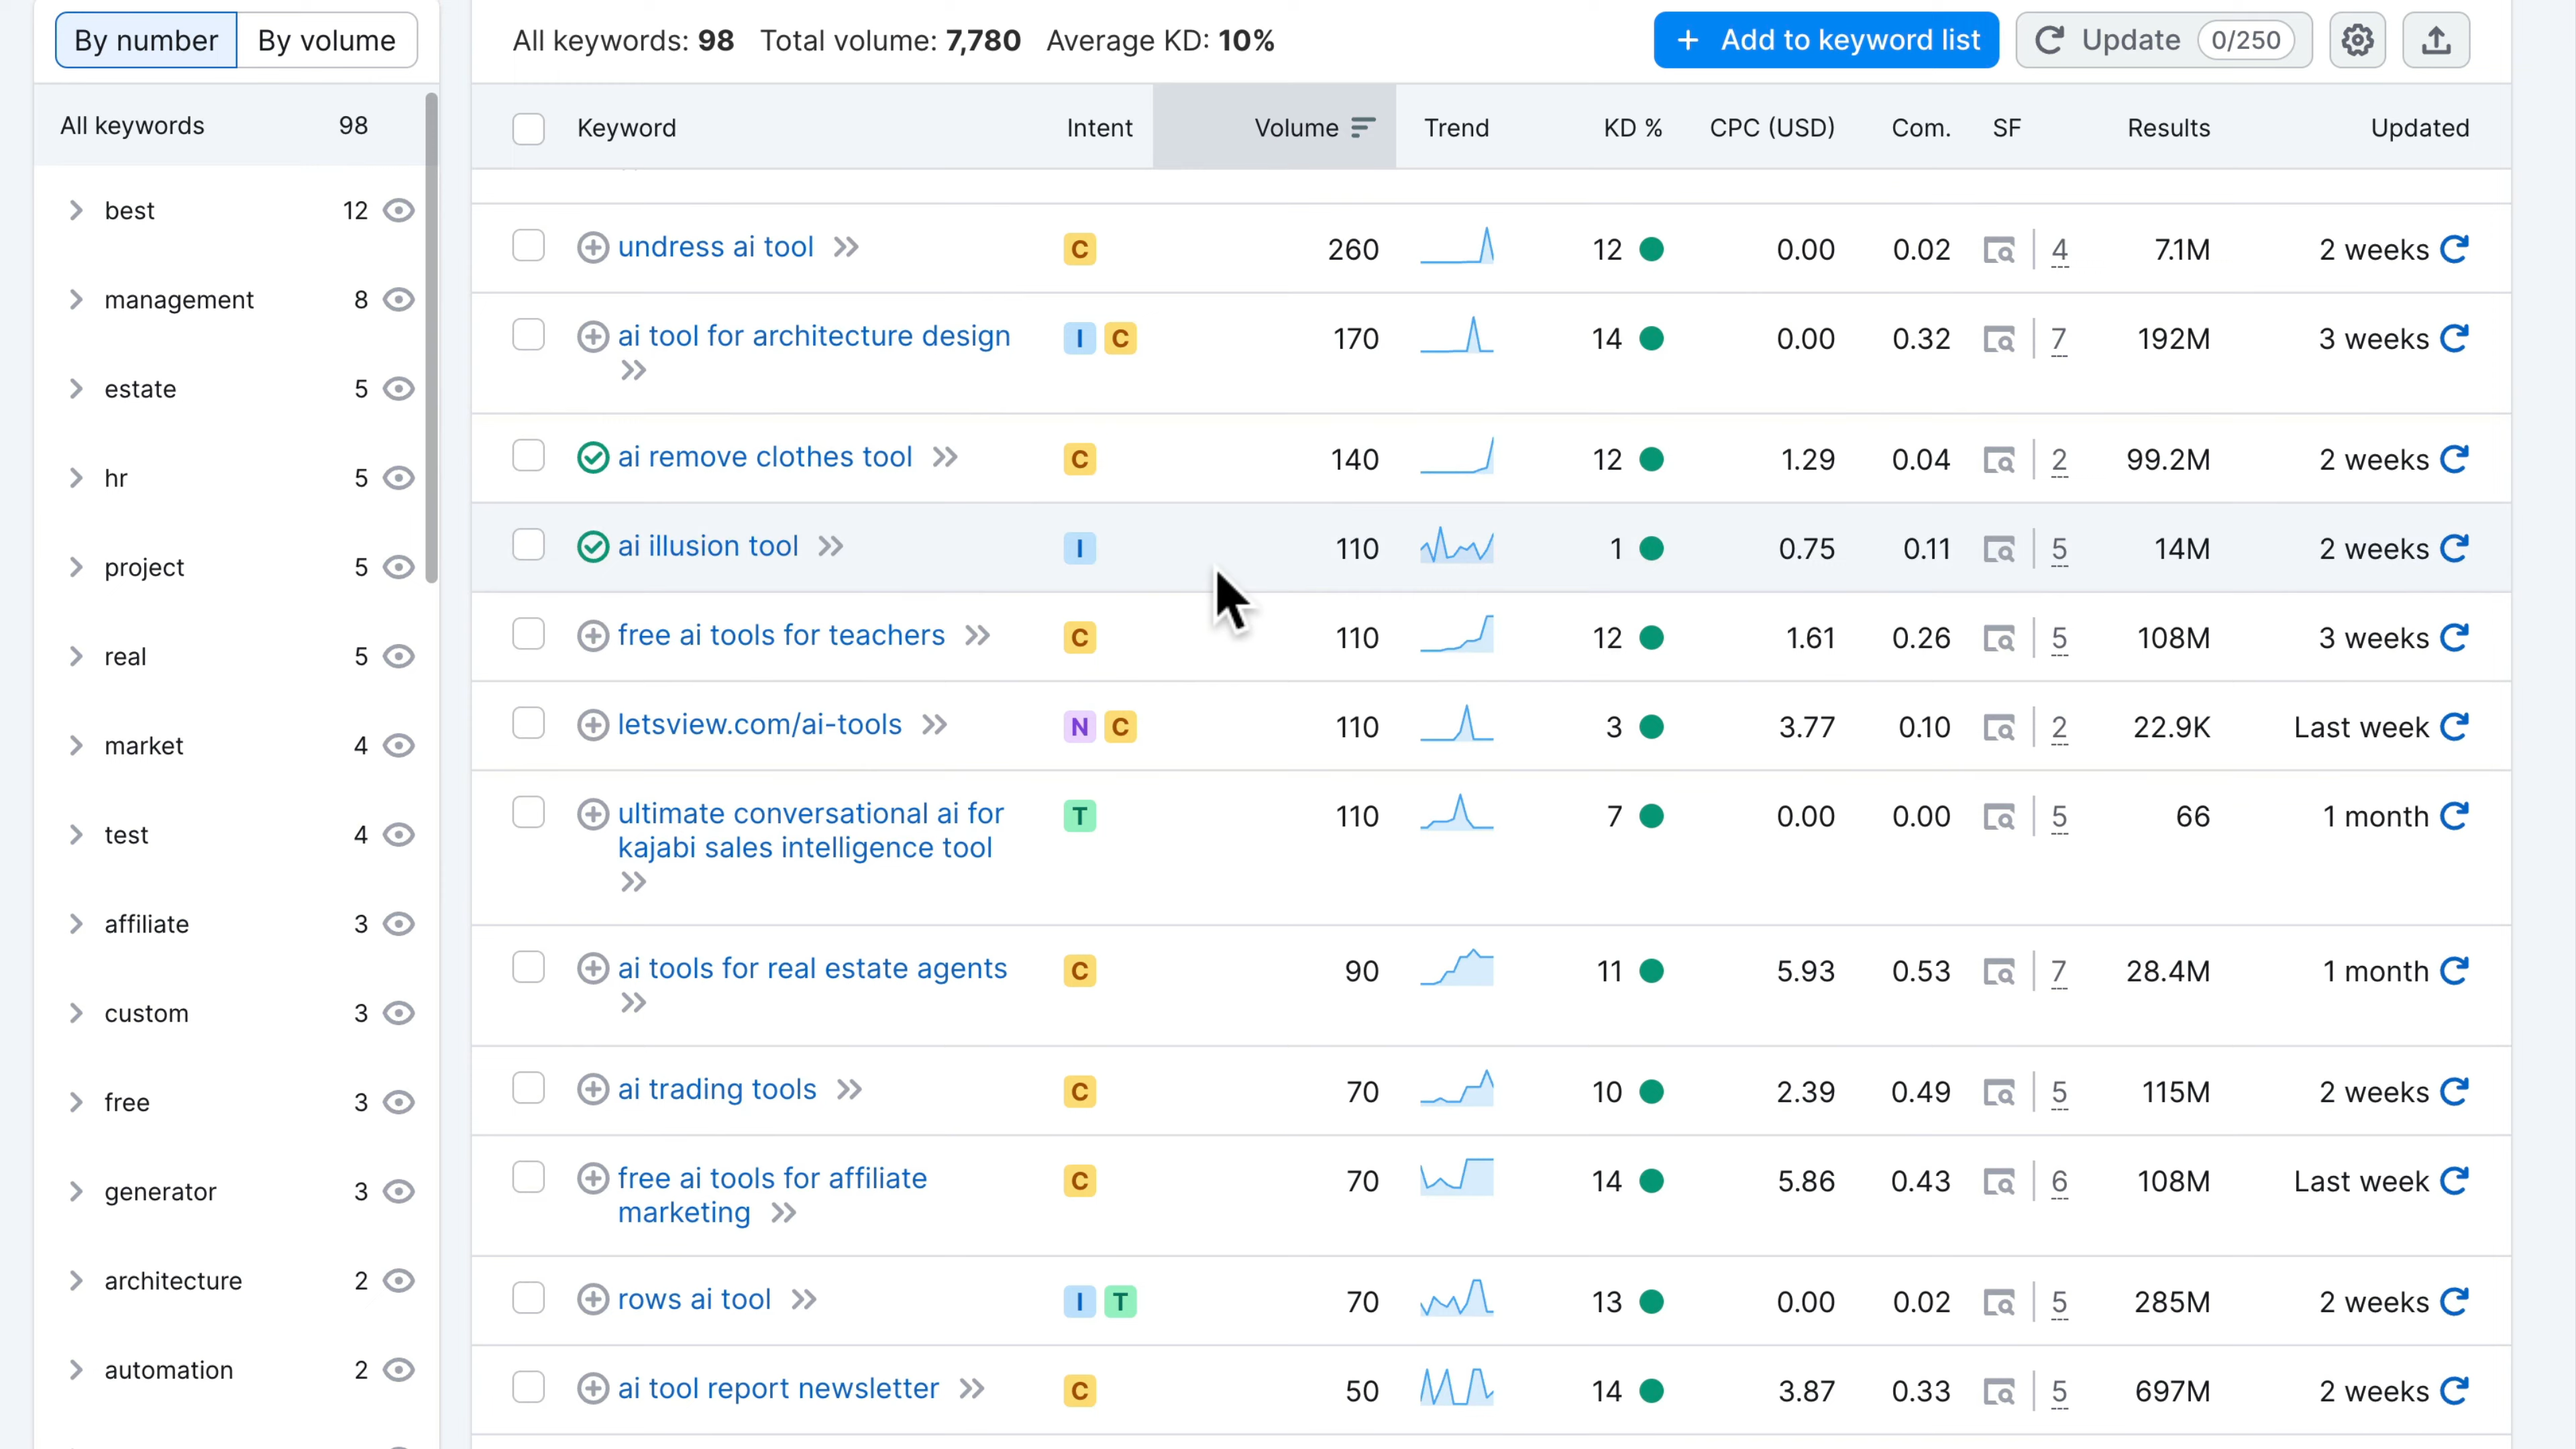 By number By volume
All keywords: 98 Total volume: 7,780 Average KD: 10%
+ Add to keyword list
Update 0/250
All keywords 98
best 12
management 8
estate 5
hr 5
project 5
real 5
market 4
test 4
affiliate 3
custom 3
free 3
generator 3
architecture 2
automation 2
Keyword Intent Volume Trend KD % CPC (USD) Com. SF Results Updated
undress ai tool C 260 12 0.00 0.02 4 7.1M 2 weeks
ai tool for architecture design I C 170 14 0.00 0.32 7 192M 3 weeks
ai remove clothes tool C 140 12 1.29 0.04 2 99.2M 2 weeks
ai illusion tool I 110 1 0.75 0.11 5 14M 2 weeks
free ai tools for teachers C 110 12 1.61 0.26 5 108M 3 weeks
letsview.com/ai-tools N C 110 3 3.77 0.10 2 22.9K Last week
ultimate conversational ai for T 110 7 0.00 0.00 5 66 1 month
kajabi sales intelligence tool
ai tools for real estate agents C 90 11 5.93 0.53 7 28.4M 1 month
ai trading tools C 70 10 2.39 0.49 5 115M 2 weeks
free ai tools for affiliate C 70 14 5.86 0.43 6 108M Last week
marketing
rows ai tool I T 70 13 0.00 0.02 5 285M 2 weeks
ai tool report newsletter C 50 14 3.87 0.33 5 697M 2 weeks